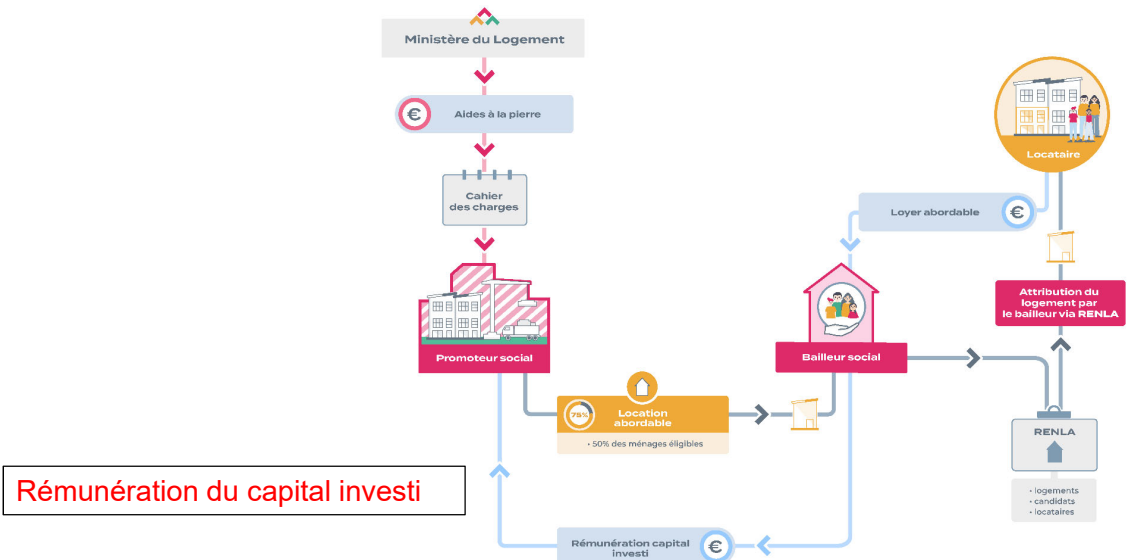 Ministère du Logement
€
Aides à la pierre
Cahier
des charges
Promoteur social
75%
Location
abordable
• 50% des ménages éligibles
Bailleur social
Loyer abordable
€
Locataire
Attribution du
logement par
le bailleur via RENLA
RENLA
• logements
• candidats
• locataires
Rémunération capital
investi
€
Rémunération du capital investi